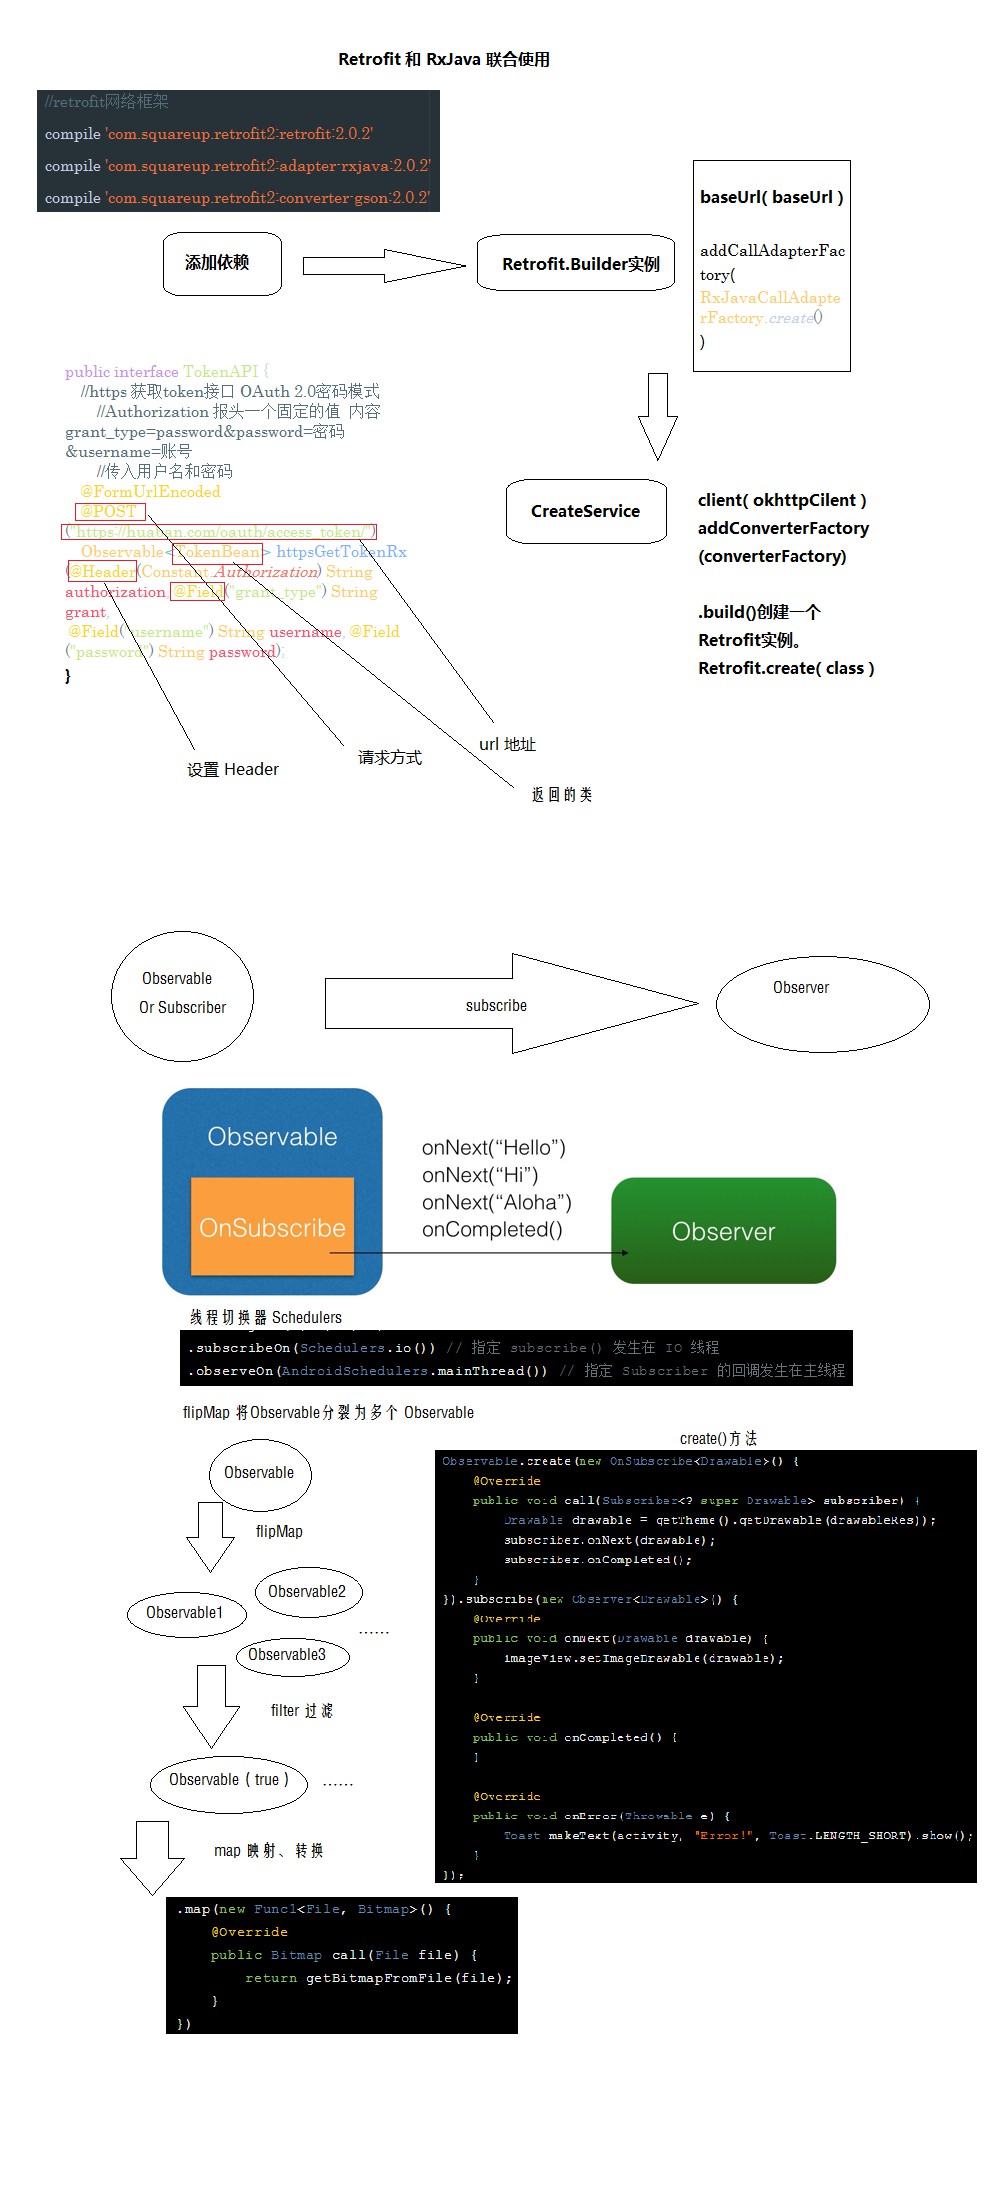 Retrofit 和 RxJava 联合使用
//retrofit网络框架
compile 'com.squareup.retrofit2:retrofit:2.0.2'
compile 'com.squareup.retrofit2:adapter-rxjava:2.0.2'
compile 'com.squareup.retrofit2:converter-gson:2.0.2'
添加依赖
Retrofit.Builder实例
baseUrl( baseUrl )
addCallAdapterFac
tory(
RxJavaCallAdapte
rFactory.create()
)
public interface TokenAPI {
//https 获取token接口 OAuth 2.0密码模式
//Authorization 报头一个固定的值 内容
grant_type=password&password=密码
&username=账号
//传入用户名和密码
@FormUrlEncoded
@POST
("https://huaban.com/oauth/access_token/")
Observable<TokenBean> httpsGetTokenRx
(@Header(Constant.Authorization) String
authorization, @Field("grant_type") String
grant,
@Field("username") String username, @Field
("password") String password);
}
CreateService
client( okhttpCilent )
addConverterFactory
(converterFactory)
.build()创建一个
Retrofit实例。
Retrofit.create( class )
设置 Header
请求方式
url 地址
返回的类
Observable
Or Subscriber
subscribe
Observer
Observable
OnSubscribe
onNext(“Hello”)
onNext(“Hi”)
onNext(“Aloha”)
onCompleted()
Observer
线程切换器 Schedulers
.subscribeOn(Schedulers.io()) // 指定 subscribe() 发生在 IO 线程
.observeOn(AndroidSchedulers.mainThread()) // 指定 Subscriber 的回调发生在主线程
flipMap 将Observable分裂为多个 Observable
Observable
flipMap
Observable1
Observable2
Observable3
......
filter 过滤
Observable ( true )
......
map 映射、转换
.map(new Func1<File, Bitmap>() {
@Override
public Bitmap call(File file) {
return getBitmapFromFile(file);
}
})
create()方法
Observable.create(new OnSubscribe<Drawable>() {
@Override
public void call(Subscriber<? super Drawable> subscriber) {
Drawable drawable = getTheme().getDrawable(drawableRes));
subscriber.onNext(drawable);
subscriber.onCompleted();
}
}).subscribe(new Observer<Drawable>() {
@Override
public void onNext(Drawable drawable) {
imageView.setImageDrawable(drawable);
}
@Override
public void onCompleted() {
}
@Override
public void onError(Throwable e) {
Toast.makeText(activity, "Error!", Toast.LENGTH_SHORT).show();
}
});